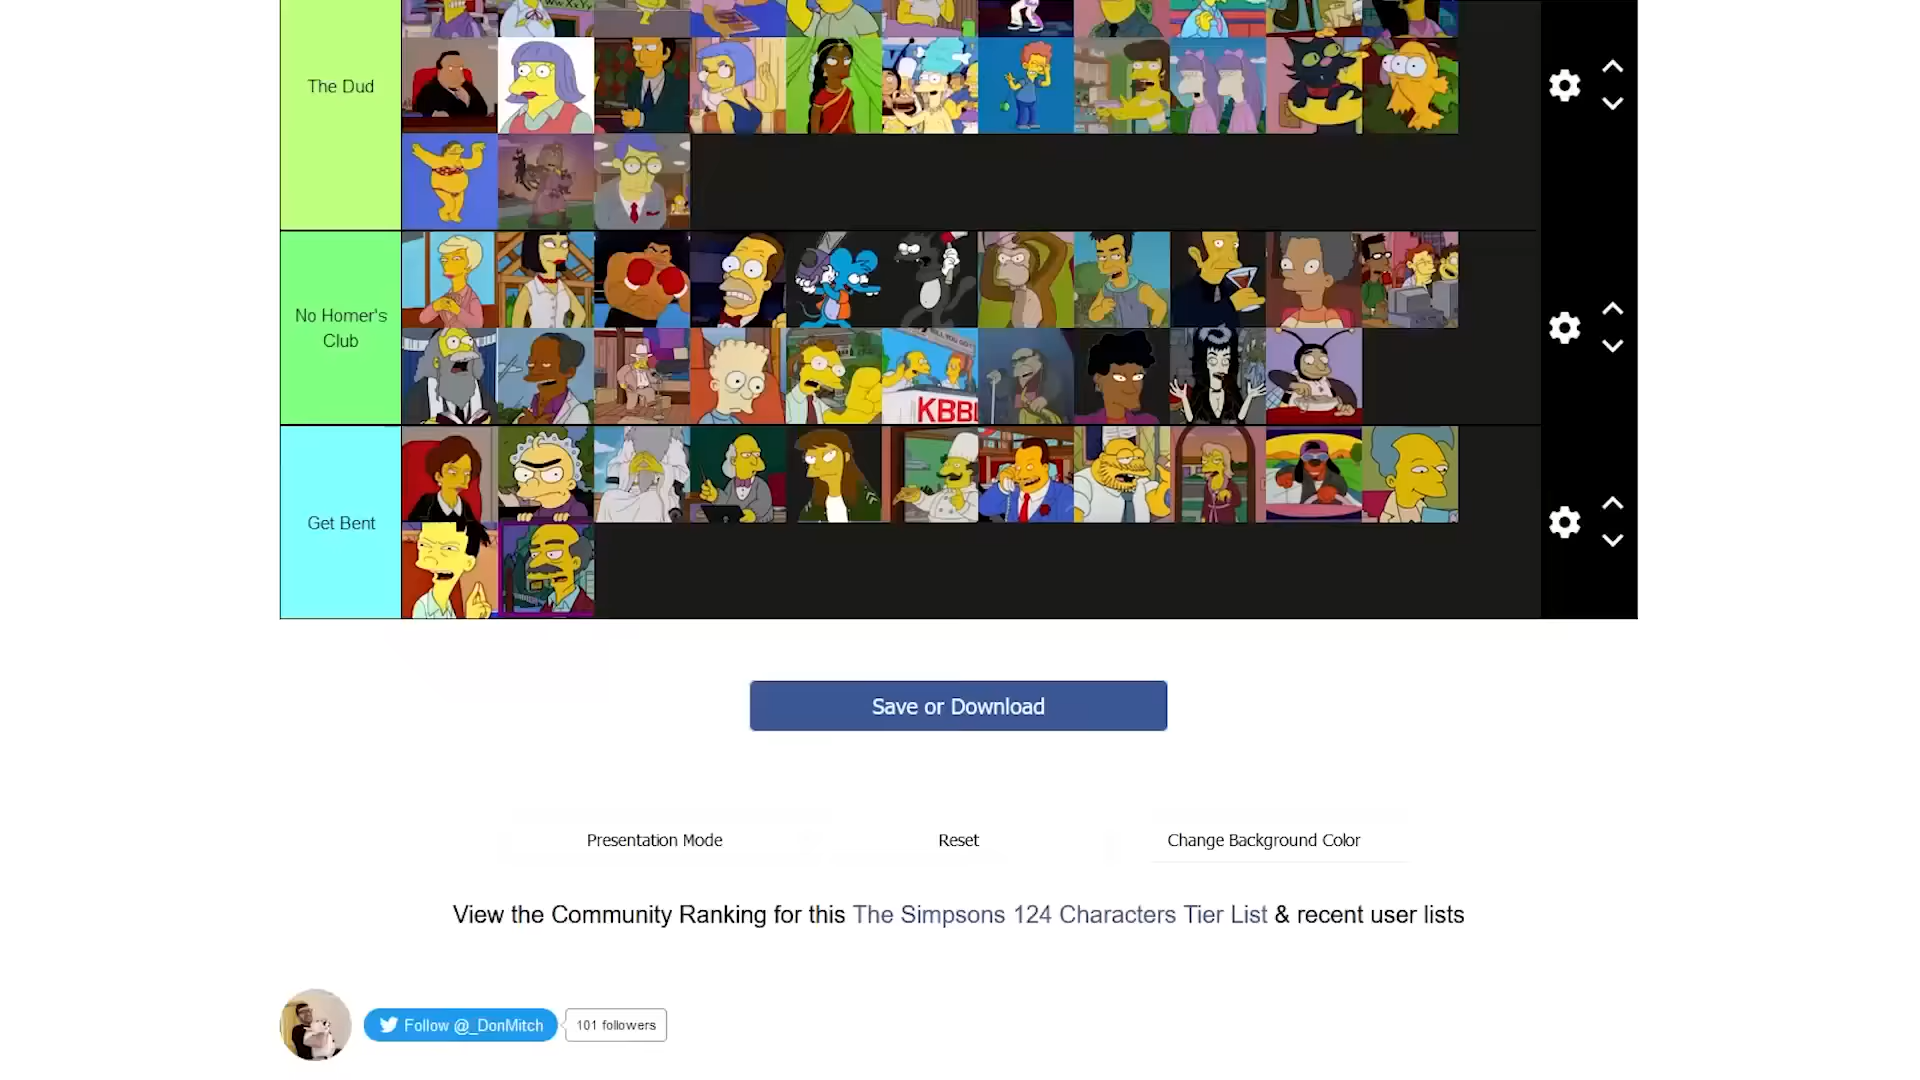 WwXxYy
The Dud
No Homer's
Club
KBBL
Get Bent
Save or Download
Presentation Mode
Reset
Change Background Color
View the Community Ranking for this The Simpsons 124 Characters Tier List & recent user lists
Follow @_DonMitch
101 followers